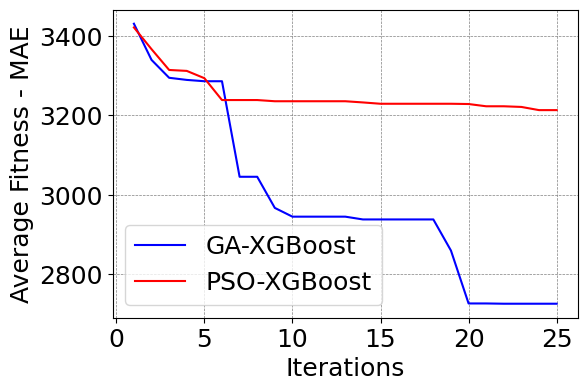 Average Fitness - MAE
3400
3200
3000
2800
GA-XGBoost
PSO-XGBoost
0 5 10 15 20 25
Iterations